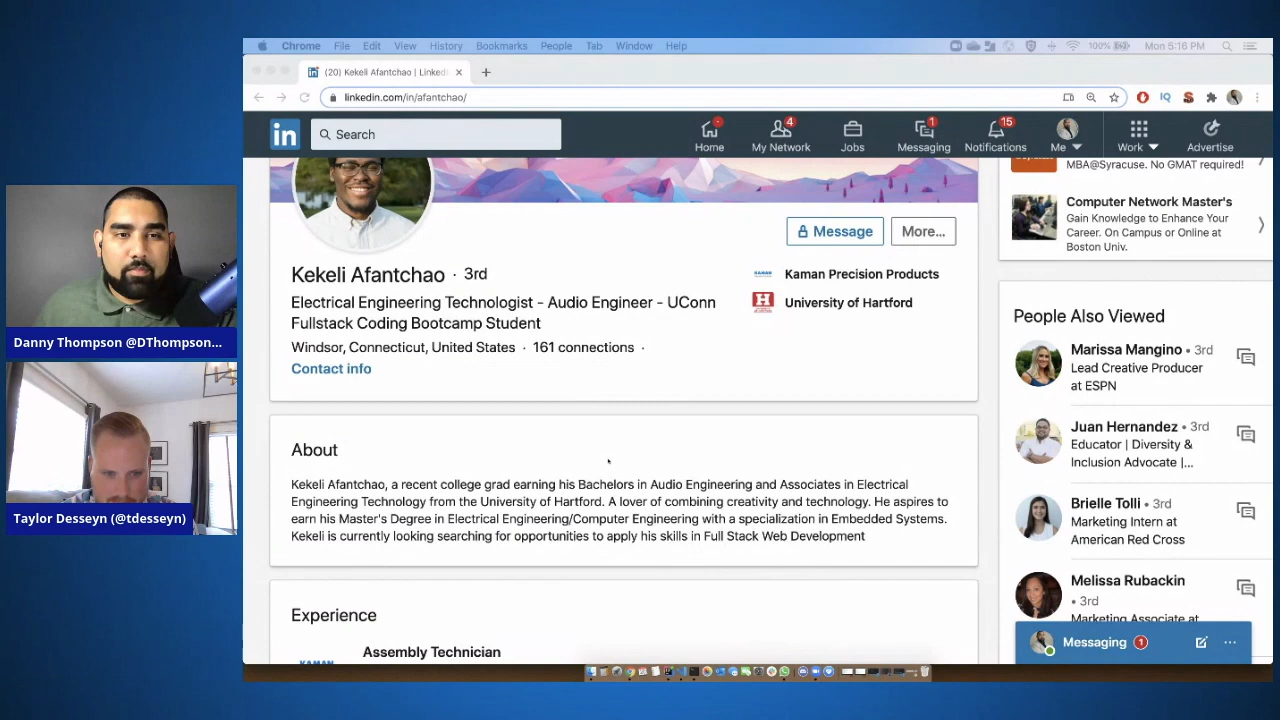 Chrome File Edit View History Bookmarks People Tab Window Help
100% Mon 5:16 PM
(20) Kekeli Afantchao | Linked
linkedin.com/in/afantchao/
IQ
in
Search
4
1
15
Home My Network Jobs Messaging Notifications Me Work Advertise
MBA@Syracuse. No GMAT required!
Computer Network Master's
Gain Knowledge to Enhance Your
Career. On Campus or Online at
Boston Univ.
Message
More...
Kekeli Afantchao · 3rd
Electrical Engineering Technologist - Audio Engineer - UConn
Fullstack Coding Bootcamp Student
Windsor, Connecticut, United States · 161 connections ·
Contact info
KAMAN
Kaman Precision Products
H
University of Hartford
About
Kekeli Afantchao, a recent college grad earning his Bachelors in Audio Engineering and Associates in Electrical
Engineering Technology from the University of Hartford. A lover of combining creativity and technology. He aspires to
earn his Master's Degree in Electrical Engineering/Computer Engineering with a specialization in Embedded Systems.
Kekeli is currently looking searching for opportunities to apply his skills in Full Stack Web Development
Experience
KAMAN
Assembly Technician
People Also Viewed
Marissa Mangino • 3rd
Lead Creative Producer
at ESPN
Juan Hernandez • 3rd
Educator | Diversity &
Inclusion Advocate |...
Brielle Tolli • 3rd
Marketing Intern at
American Red Cross
Melissa Rubackin
• 3rd
Marketing Associate at
Messaging 1
Danny Thompson @DThompson...
Taylor Desseyn (@tdesseyn)